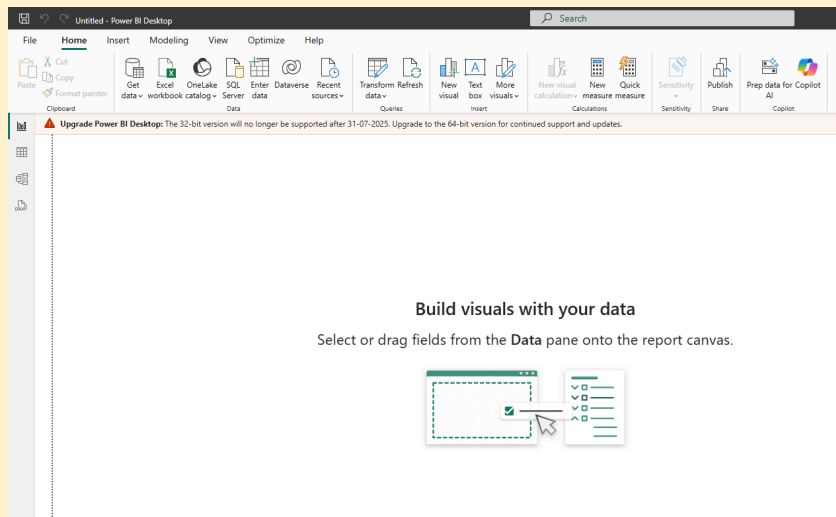 Untitled - Power BI Desktop
Search
File Home Insert Modeling View Optimize Help
Paste
Cut
Copy
Format painter
Get data
Excel workbook
OneLake catalog
SQL Server
Enter data
Dataverse
Recent sources
Transform data
Refresh
New visual
Text box
More visuals
New visual calculation
New measure
Quick measure
Sensitivity
Publish
Prep data for AI
Copilot
Clipboard Data Queries Insert Calculations Sensitivity Share Copilot
Upgrade Power BI Desktop: The 32-bit version will no longer be supported after 31-07-2025. Upgrade to the 64-bit version for continued support and updates.
Build visuals with your data
Select or drag fields from the Data pane onto the report canvas.